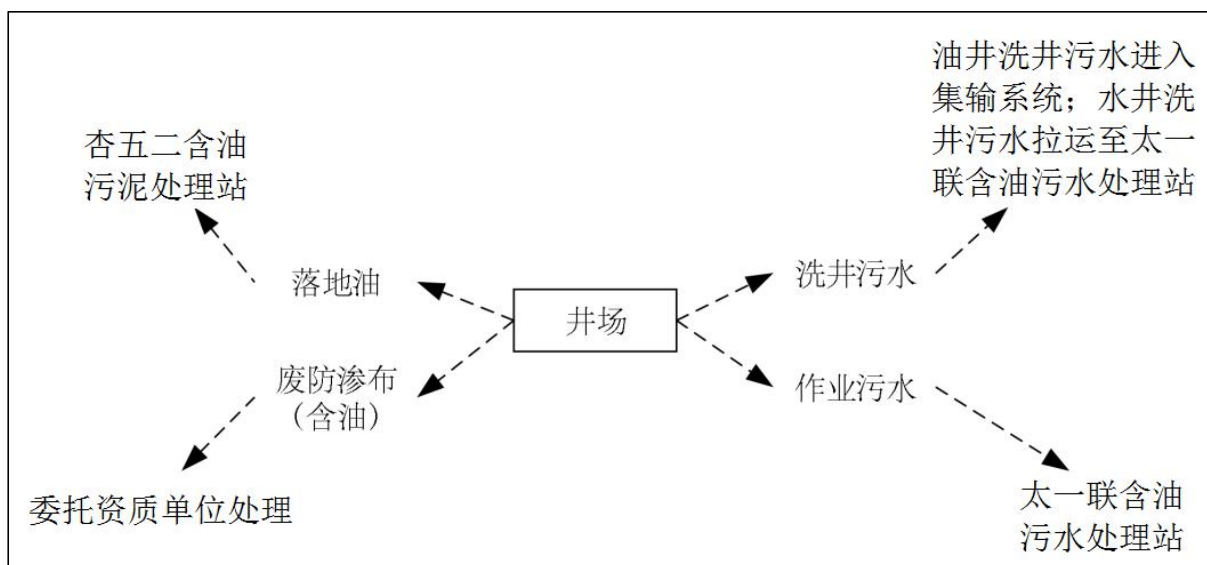 油井洗井污水进入
集输系统；水井洗
井污水拉运至太一
联含油污水处理站
杏五二含油
污泥处理站
落地油
洗井污水
井场
废防渗布
（含油）
作业污水
委托资质单位处理
太一联含油
污水处理站